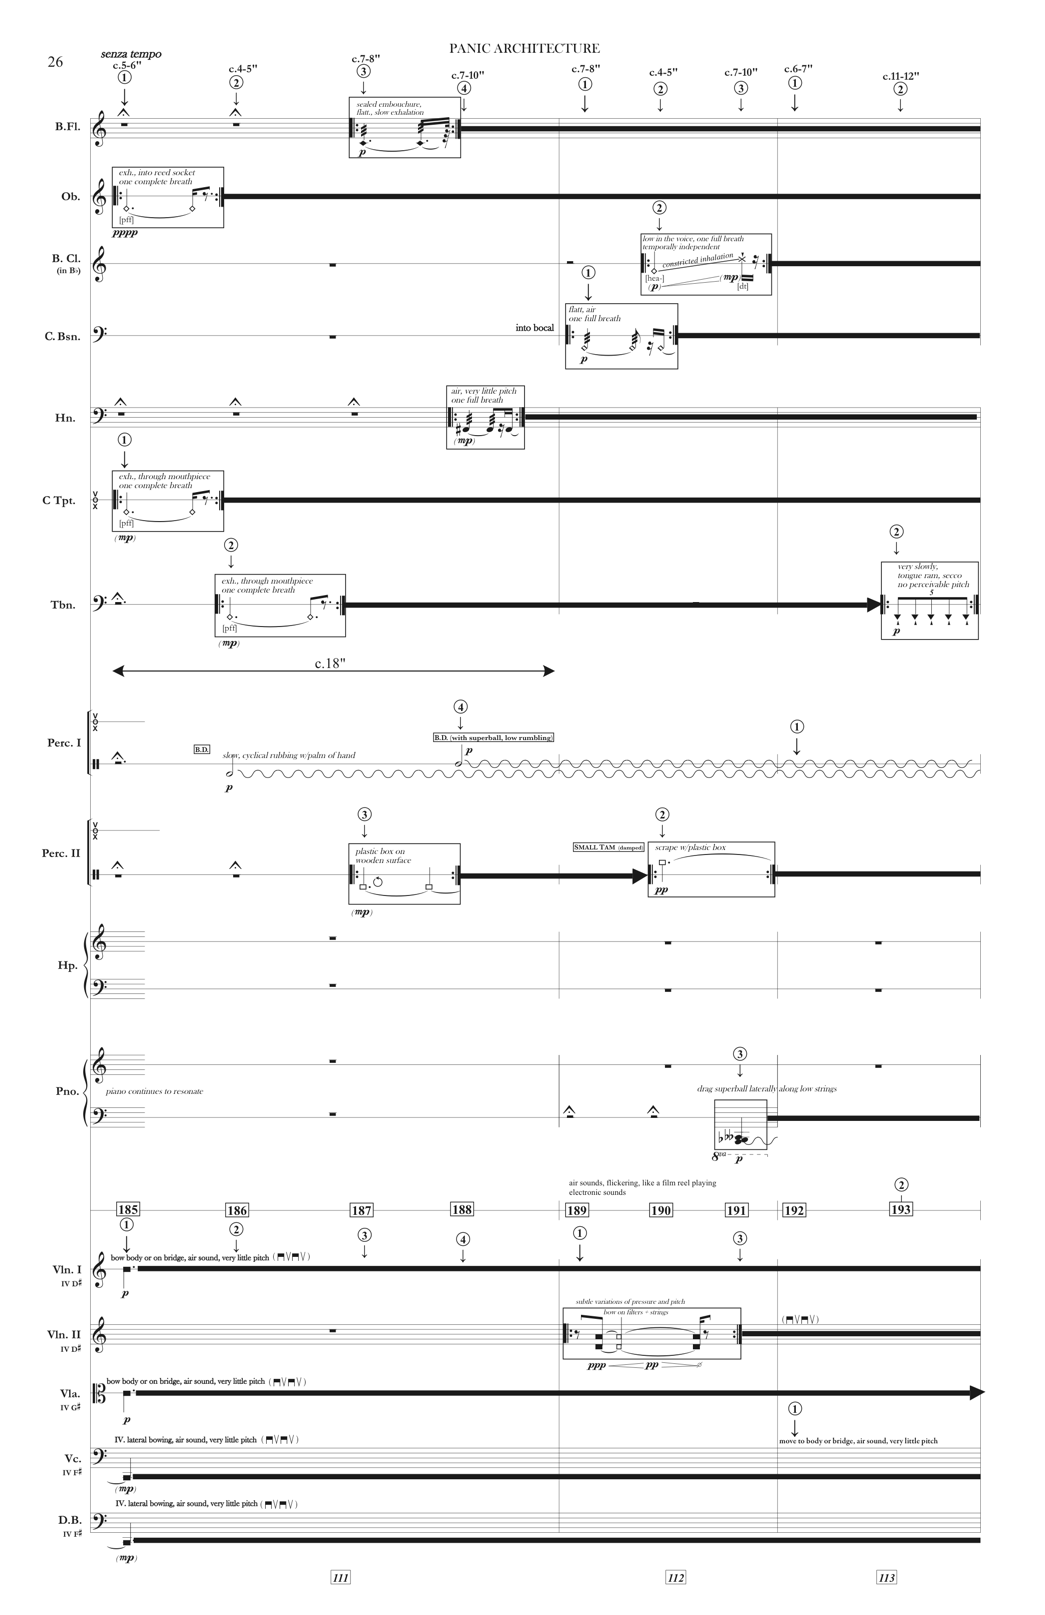 PANIC ARCHITECTURE
26
senza tempo
c.5-6"
1
c.4-5"
2
c.7-8"
3
c.7-10"
4
c.7-8"
1
c.4-5"
2
c.7-10"
3
c.6-7"
1
c.11-12"
2
B.Fl.
sealed embouchure,
flatt., slow exhalation
p
Ob.
exh., into reed socket
one complete breath
[pff]
pppp
B. Cl.
(in B♭)
2
low in the voice, one full breath
temporally independent
constricted inhalation
[hea-]
(p)
(mp)
[dt]
C. Bsn.
into bocal
1
flatt, air
one full breath
p
Hn.
air, very little pitch
one full breath
(mp)
C Tpt.
VOX
1
exh., through mouthpiece
one complete breath
[pff]
(mp)
Tbn.
2
exh., through mouthpiece
one complete breath
[pff]
(mp)
2
very slowly,
tongue ram, secco
no perceivable pitch
5
p
c.18"
Perc. I
VOX
B.D.
slow, cyclical rubbing w/palm of hand
p
4
B.D. (with superball, low rumbling)
p
1
Perc. II
VOX
3
plastic box on
wooden surface
(mp)
SMALL TAM (damped)
2
scrape w/plastic box
pp
Hp.
Pno.
piano continues to resonate
3
drag superball laterally along low strings
8va
p
air sounds, flickering, like a film reel playing
electronic sounds
2
185
186
187
188
189
190
191
192
193
1
2
3
4
1
3
Vln. I
IV D♯
bow body or on bridge, air sound, very little pitch
p
Vln. II
IV D♯
subtle variations of pressure and pitch
bow on filters + strings
ppp
pp
Vla.
IV G♯
bow body or on bridge, air sound, very little pitch
p
Vc.
IV F♯
IV. lateral bowing, air sound, very little pitch
(mp)
1
move to body or bridge, air sound, very little pitch
D.B.
IV F♯
IV. lateral bowing, air sound, very little pitch
(mp)
111
112
113